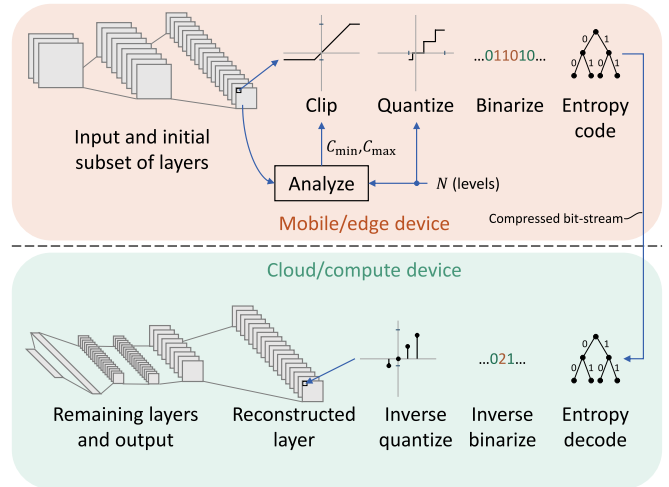 Clip
Quantize
…011010…
Binarize
0 1
0 1 0 1
Entropy
code
Input and initial
subset of layers
Cmin,Cmax
Analyze
N (levels)
Mobile/edge device
Compressed bit-stream
Cloud/compute device
…021…
0 1
0 1 0 1
Remaining layers
and output
Reconstructed
layer
Inverse
quantize
Inverse
binarize
Entropy
decode